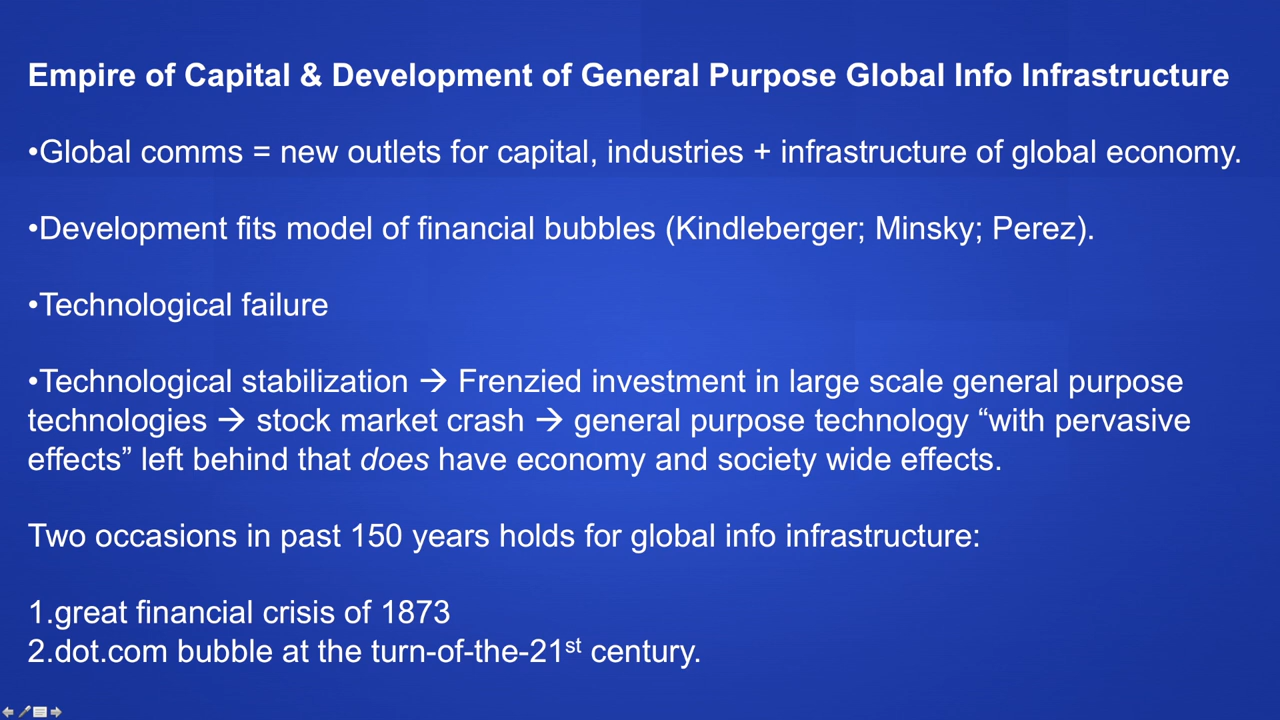 Empire of Capital & Development of General Purpose Global Info Infrastructure
•Global comms = new outlets for capital, industries + infrastructure of global economy.
•Development fits model of financial bubbles (Kindleberger; Minsky; Perez).
•Technological failure
•Technological stabilization → Frenzied investment in large scale general purpose
technologies → stock market crash → general purpose technology “with pervasive
effects” left behind that does have economy and society wide effects.
Two occasions in past 150 years holds for global info infrastructure:
1.great financial crisis of 1873
2.dot.com bubble at the turn-of-the-21st century.